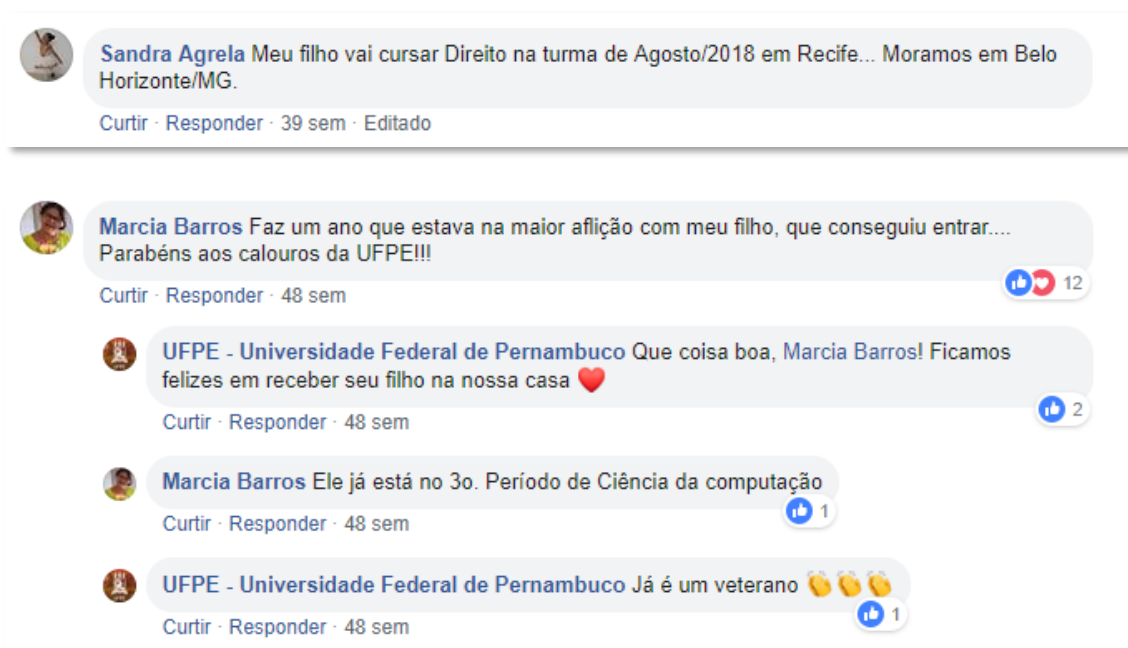 Sandra Agrela Meu filho vai cursar Direito na turma de Agosto/2018 em Recife... Moramos em Belo
Horizonte/MG.
Curtir · Responder · 39 sem · Editado
Marcia Barros Faz um ano que estava na maior aflição com meu filho, que conseguiu entrar....
Parabéns aos calouros da UFPE!!!
12
Curtir · Responder · 48 sem
UFPE - Universidade Federal de Pernambuco Que coisa boa, Marcia Barros! Ficamos
felizes em receber seu filho na nossa casa ❤️
2
Curtir · Responder · 48 sem
Marcia Barros Ele já está no 3o. Período de Ciência da computação
1
Curtir · Responder · 48 sem
UFPE - Universidade Federal de Pernambuco Já é um veterano 👏👏👏
1
Curtir · Responder · 48 sem